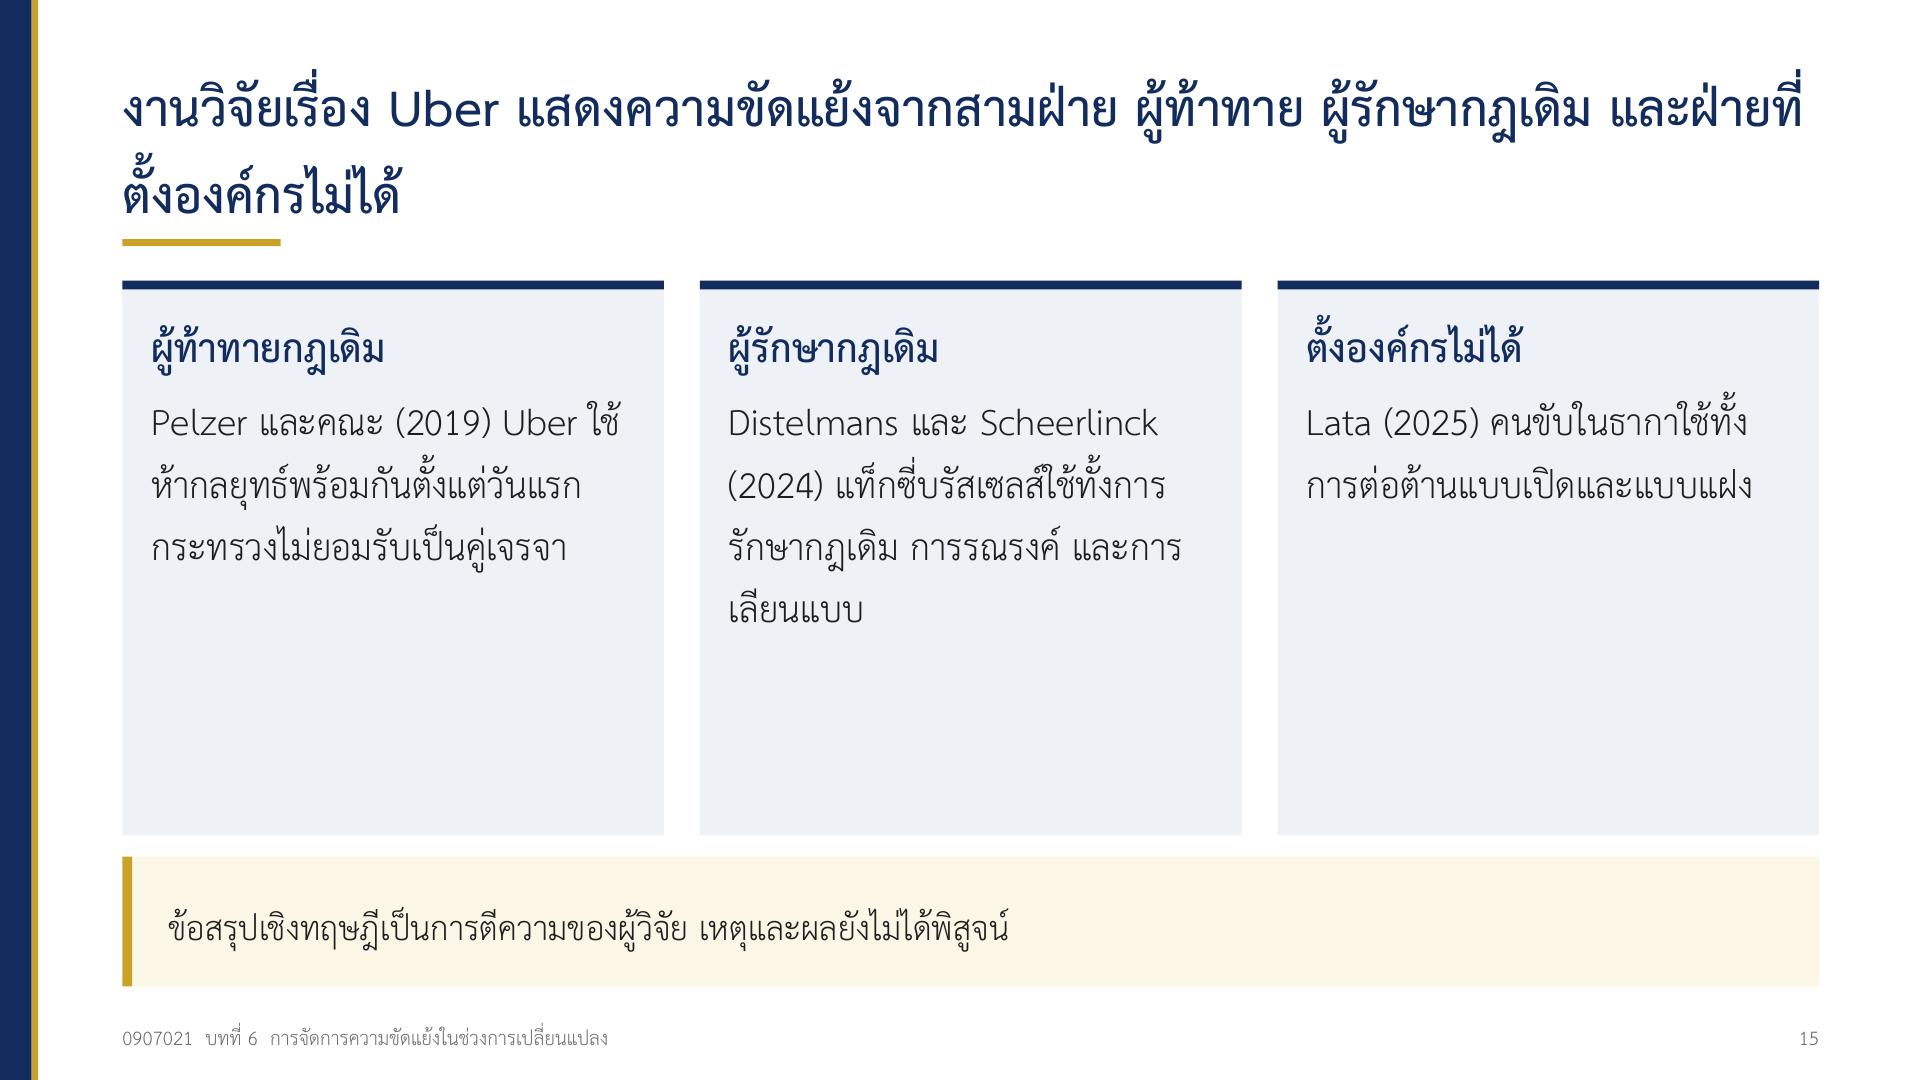 งานวิจัยเรื่อง Uber แสดงความขัดแย้งจากสามฝ่าย ผู้ท้าทาย ผู้รักษากฎเดิม และฝ่ายที่
ตั้งองค์กรไม่ได้
ผู้ท้าทายกฎเดิม
Pelzer และคณะ (2019) Uber ใช้
ห้ากลยุทธ์พร้อมกันตั้งแต่วันแรก
กระทรวงไม่ยอมรับเป็นคู่เจรจา
ผู้รักษากฎเดิม
Distelmans และ Scheerlinck
(2024) แท็กซี่บรัสเซลส์ใช้ทั้งการ
รักษากฎเดิม การรณรงค์ และการ
เลียนแบบ
ตั้งองค์กรไม่ได้
Lata (2025) คนขับในธากาใช้ทั้ง
การต่อต้านแบบเปิดและแบบแฝง
ข้อสรุปเชิงทฤษฎีเป็นการตีความของผู้วิจัย เหตุและผลยังไม่ได้พิสูจน์
0907021 บทที่ 6 การจัดการความขัดแย้งในช่วงการเปลี่ยนแปลง
15